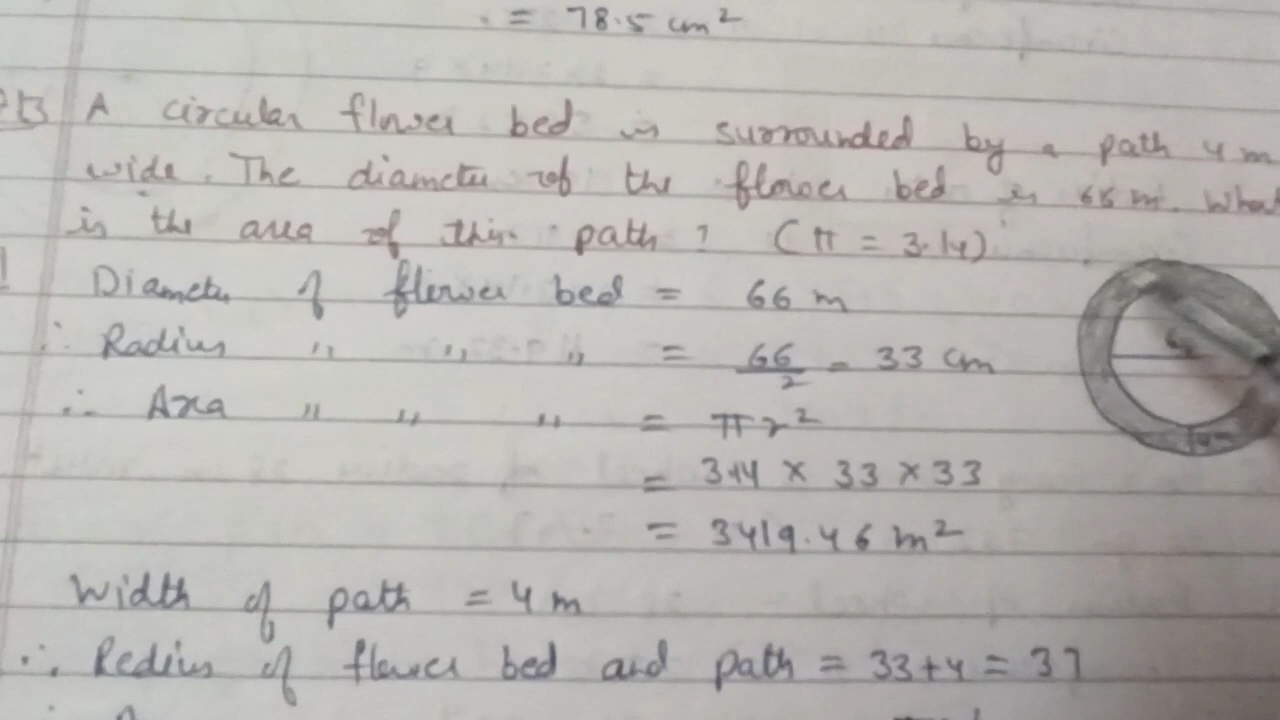 = 78.5 cm²
A circular flower bed is surrounded by a path 4 m
wide. The diameter of the flower bed is 66 m. What
is the area of this path ? (π = 3.14)
Diameter of flower bed = 66 m
∴ Radius " " " = 66/2 = 33 cm
∴ Area " " " = πr²
= 3.14 × 33 × 33
= 3419.46 m²
Width of path = 4 m
∴ Redius of flower bed and path = 33+4 = 37